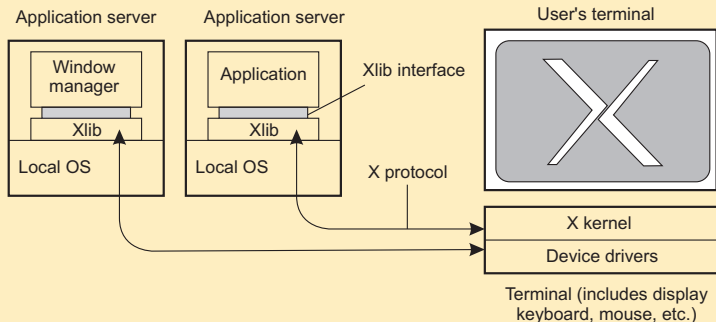 Application server
Application server
User's terminal
Window
manager
Application
Xlib interface
Xlib
Xlib
Local OS
Local OS
X protocol
X kernel
Device drivers
Terminal (includes display
keyboard, mouse, etc.)